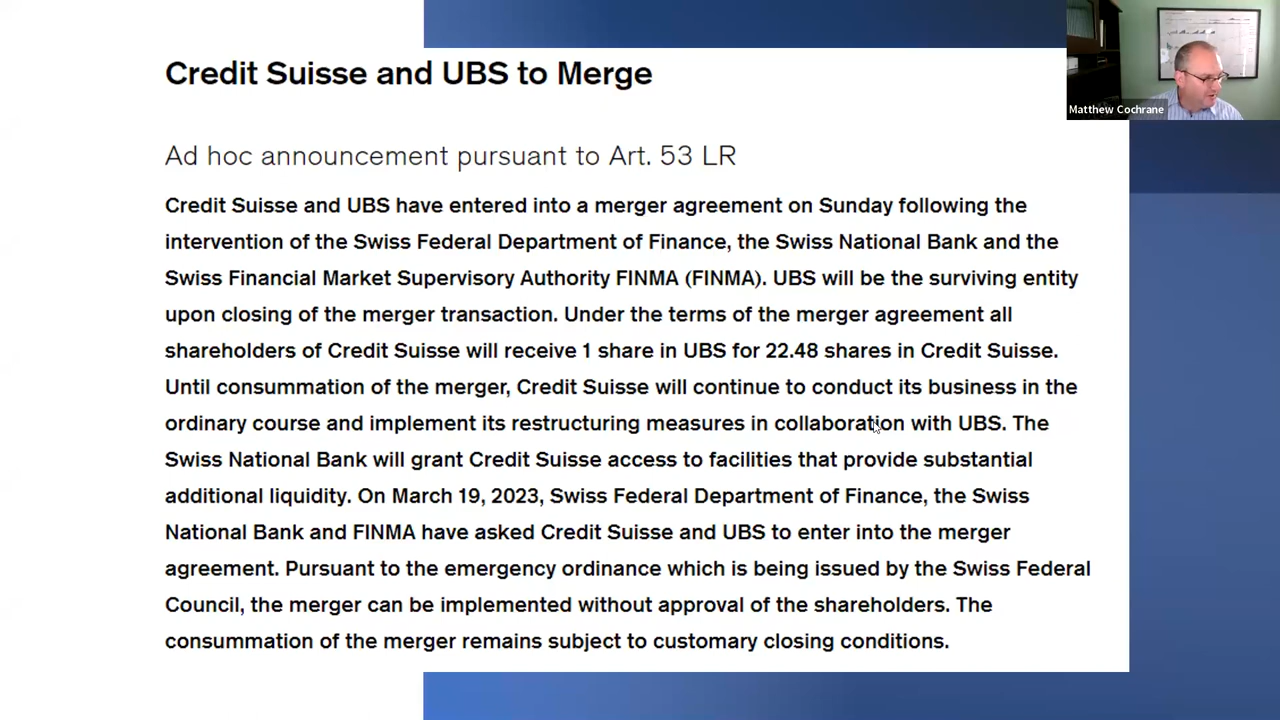 Credit Suisse and UBS to Merge
Matthew Cochrane
Ad hoc announcement pursuant to Art. 53 LR
Credit Suisse and UBS have entered into a merger agreement on Sunday following the
intervention of the Swiss Federal Department of Finance, the Swiss National Bank and the
Swiss Financial Market Supervisory Authority FINMA (FINMA). UBS will be the surviving entity
upon closing of the merger transaction. Under the terms of the merger agreement all
shareholders of Credit Suisse will receive 1 share in UBS for 22.48 shares in Credit Suisse.
Until consummation of the merger, Credit Suisse will continue to conduct its business in the
ordinary course and implement its restructuring measures in collaboration with UBS. The
Swiss National Bank will grant Credit Suisse access to facilities that provide substantial
additional liquidity. On March 19, 2023, Swiss Federal Department of Finance, the Swiss
National Bank and FINMA have asked Credit Suisse and UBS to enter into the merger
agreement. Pursuant to the emergency ordinance which is being issued by the Swiss Federal
Council, the merger can be implemented without approval of the shareholders. The
consummation of the merger remains subject to customary closing conditions.